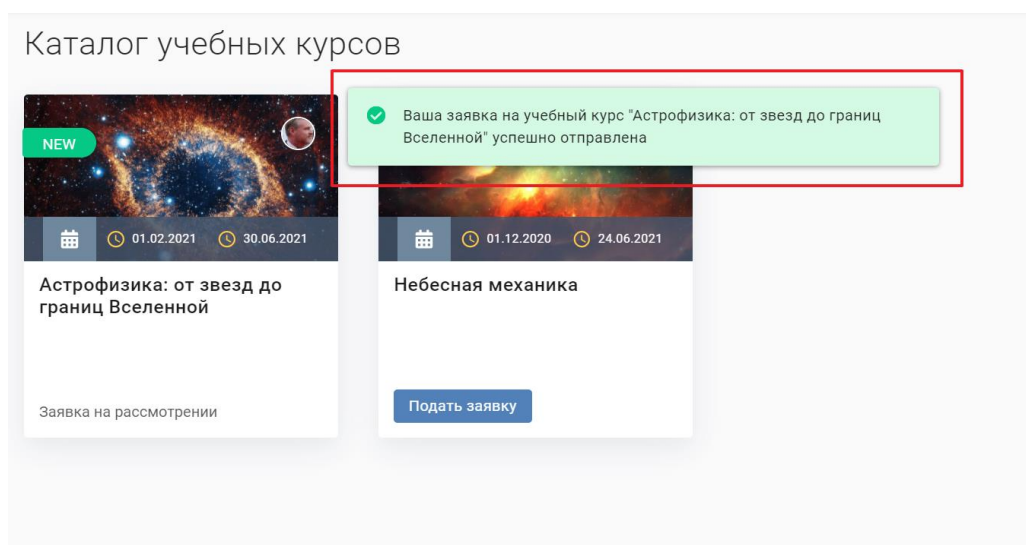 Каталог учебных курсов
Ваша заявка на учебный курс "Астрофизика: от звезд до границ
Вселенной" успешно отправлена
NEW
01.02.2021 30.06.2021
Астрофизика: от звезд до
границ Вселенной
Заявка на рассмотрении
01.12.2020 24.06.2021
Небесная механика
Подать заявку